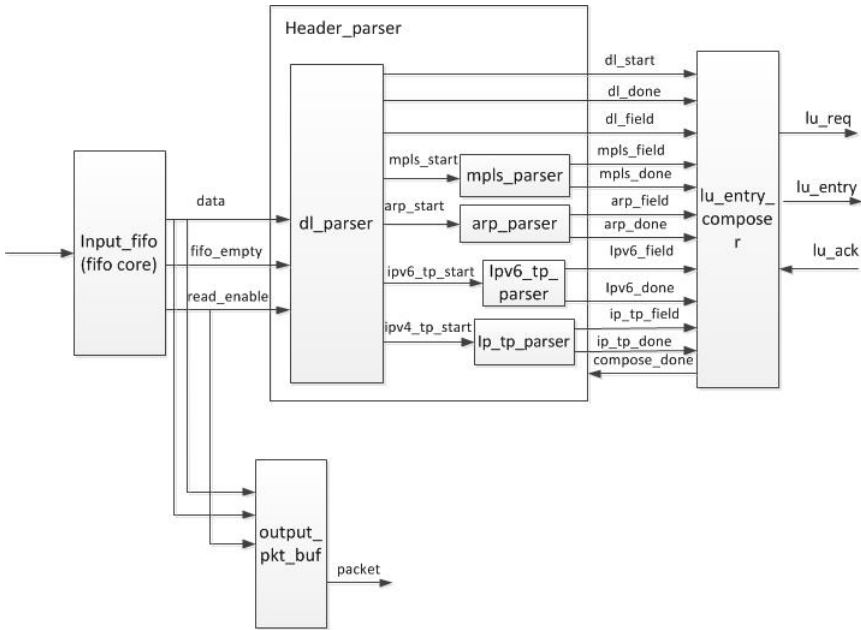 Header_parser
dl_start
dl_done
dl_field
lu_req
mpls_start
mpls_field
mpls_parser
mpls_done
lu_entry
data
arp_start
arp_field
arp_parser
arp_done
dl_parser
lu_entry_
compose
r
Input_fifo
(fifo core)
fifo_empty
Ipv6_field
lu_ack
ipv6_tp_start
Ipv6_tp_
parser
Ipv6_done
read_enable
ip_tp_field
ipv4_tp_start
Ip_tp_parser
ip_tp_done
compose_done
output_
pkt_buf
packet